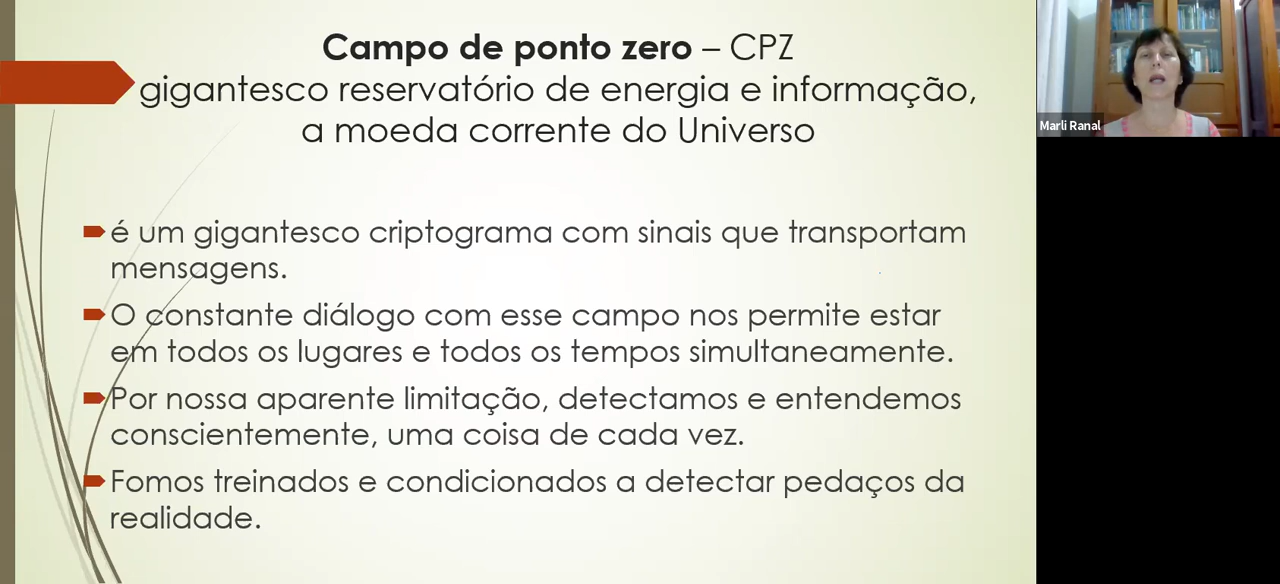 Campo de ponto zero – CPZ
gigantesco reservatório de energia e informação,
a moeda corrente do Universo
é um gigantesco criptograma com sinais que transportam
mensagens.
O constante diálogo com esse campo nos permite estar
em todos os lugares e todos os tempos simultaneamente.
Por nossa aparente limitação, detectamos e entendemos
conscientemente, uma coisa de cada vez.
Fomos treinados e condicionados a detectar pedaços da
realidade.
Marli Ranal